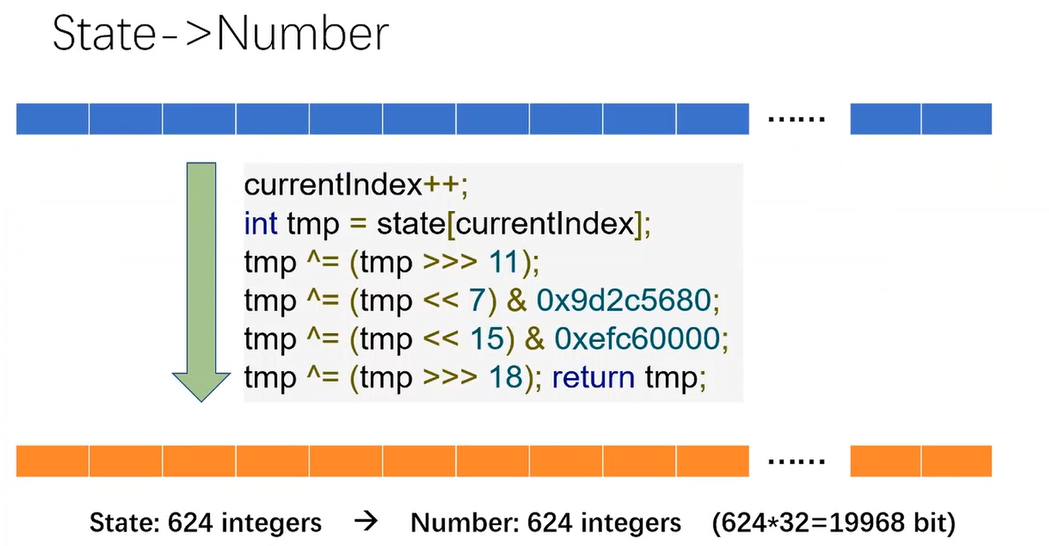 State->Number
......
currentIndex++;
int tmp = state[currentIndex];
tmp ^= (tmp >>> 11);
tmp ^= (tmp << 7) & 0x9d2c5680;
tmp ^= (tmp << 15) & 0xefc60000;
tmp ^= (tmp >>> 18); return tmp;
......
State: 624 integers → Number: 624 integers (624*32=19968 bit)